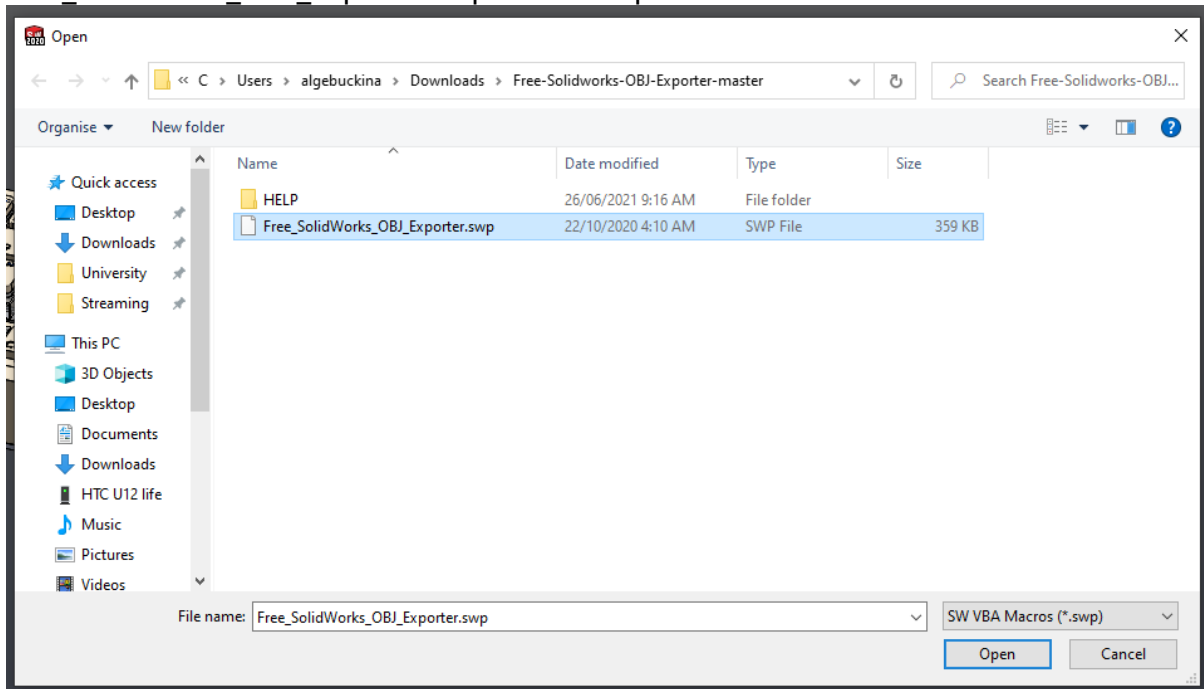 Open
« C > Users > algebuckina > Downloads > Free-Solidworks-OBJ-Exporter-master
Search Free-Solidworks-OBJ...
Organise
New folder
Name Date modified Type Size
Quick access
Desktop
Downloads
University
Streaming
This PC
3D Objects
Desktop
Documents
Downloads
HTC U12 life
Music
Pictures
Videos
HELP 26/06/2021 9:16 AM File folder
Free_SolidWorks_OBJ_Exporter.swp 22/10/2020 4:10 AM SWP File 359 KB
File name: Free_SolidWorks_OBJ_Exporter.swp
SW VBA Macros (*.swp)
Open Cancel